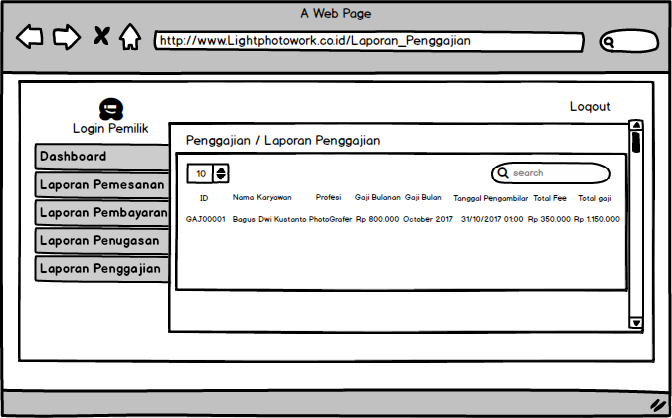 A Web Page
http://www.Lightphotowork.co.id/Laporan_Penggajian
Loqout
Login Pemilik
Dashboard
Laporan Pemesanan
Laporan Pembayaran
Laporan Penugasan
Laporan Penggajian
Penggajian / Laporan Penggajian
10
search
ID Nama Karyawan Profesi Gaji Bulanan Gaji Bulan Tanggal Pengambilar Total Fee Total gaji
GAJ00001 Bagus Dwi Kustanto PhotoGrafer Rp 800.000 October 2017 31/10/2017 01:00 Rp 350.000 Rp 1.150.000